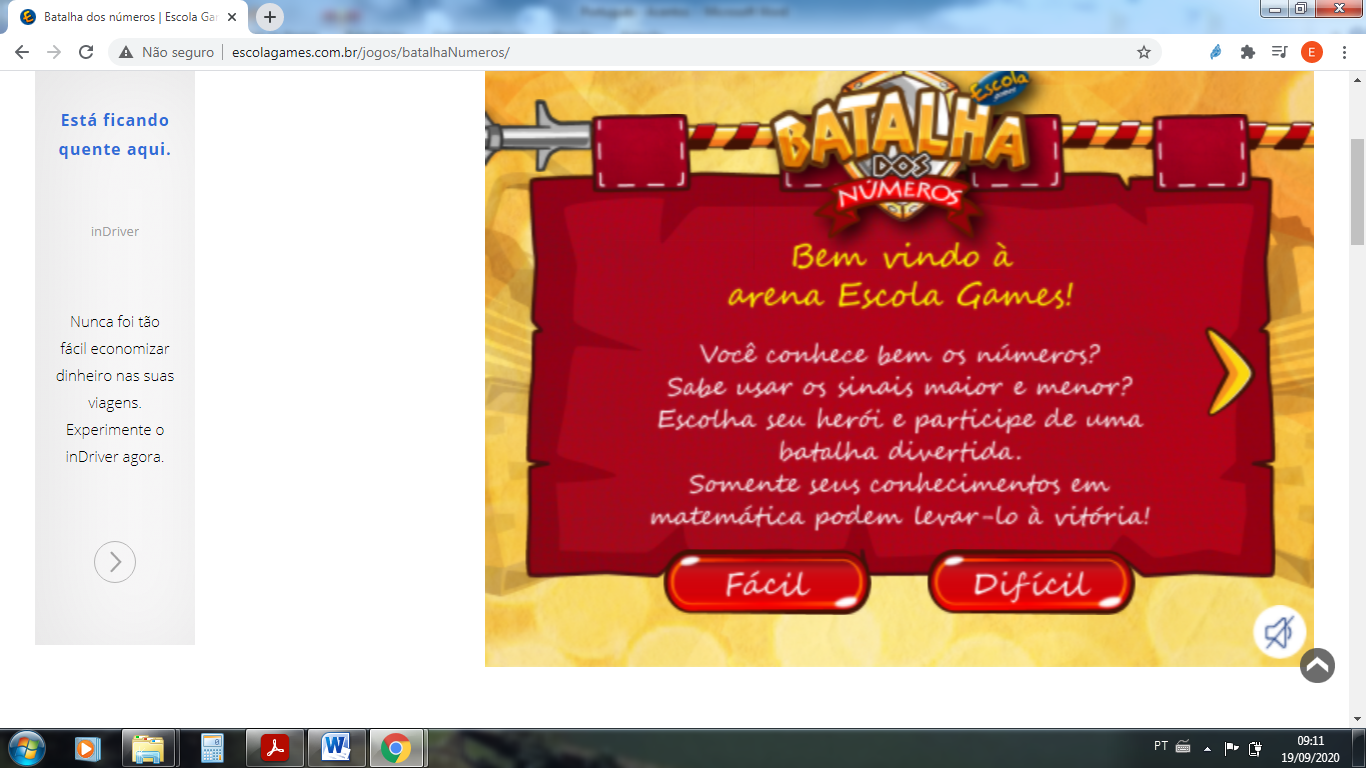 Batalha dos números | Escola Ga
Não seguro
escolagames.com.br/jogos/batalhaNumeros/
E
Está ficando
quente aqui.
inDriver
Nunca foi tão
fácil economizar
dinheiro nas suas
viagens.
Experimente o
inDriver agora.
Escola
BATALHA
DOS
NÚMEROS
Bem vindo à
arena Escola Games!
Você conhece bem os números?
Sabe usar os sinais maior e menor?
Escolha seu herói e participe de uma
batalha divertida.
Somente seus conhecimentos em
matemática podem levar-lo à vitória!
Fácil
Difícil
PT
09:11
19/09/2020